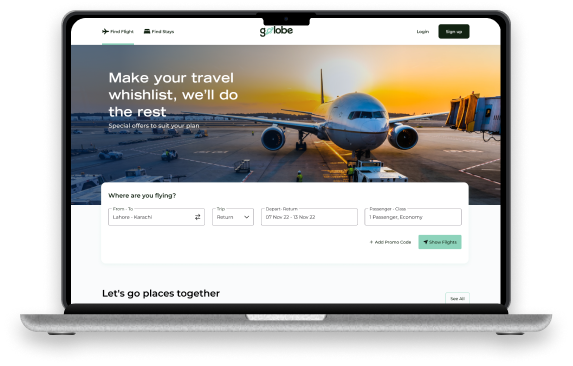 Find Flight
Find Stays
golobe
Login
Sign up
Make your travel
whishlist, we'll do
the rest
Special offers to suit your plan
Where are you flying?
From - To
Lahore - Karachi
Trip
Return
Depart- Return
07 Nov 22 - 13 Nov 22
Passenger - Class
1 Passenger, Economy
+ Add Promo Code
Show Flights
Let's go places together
See All